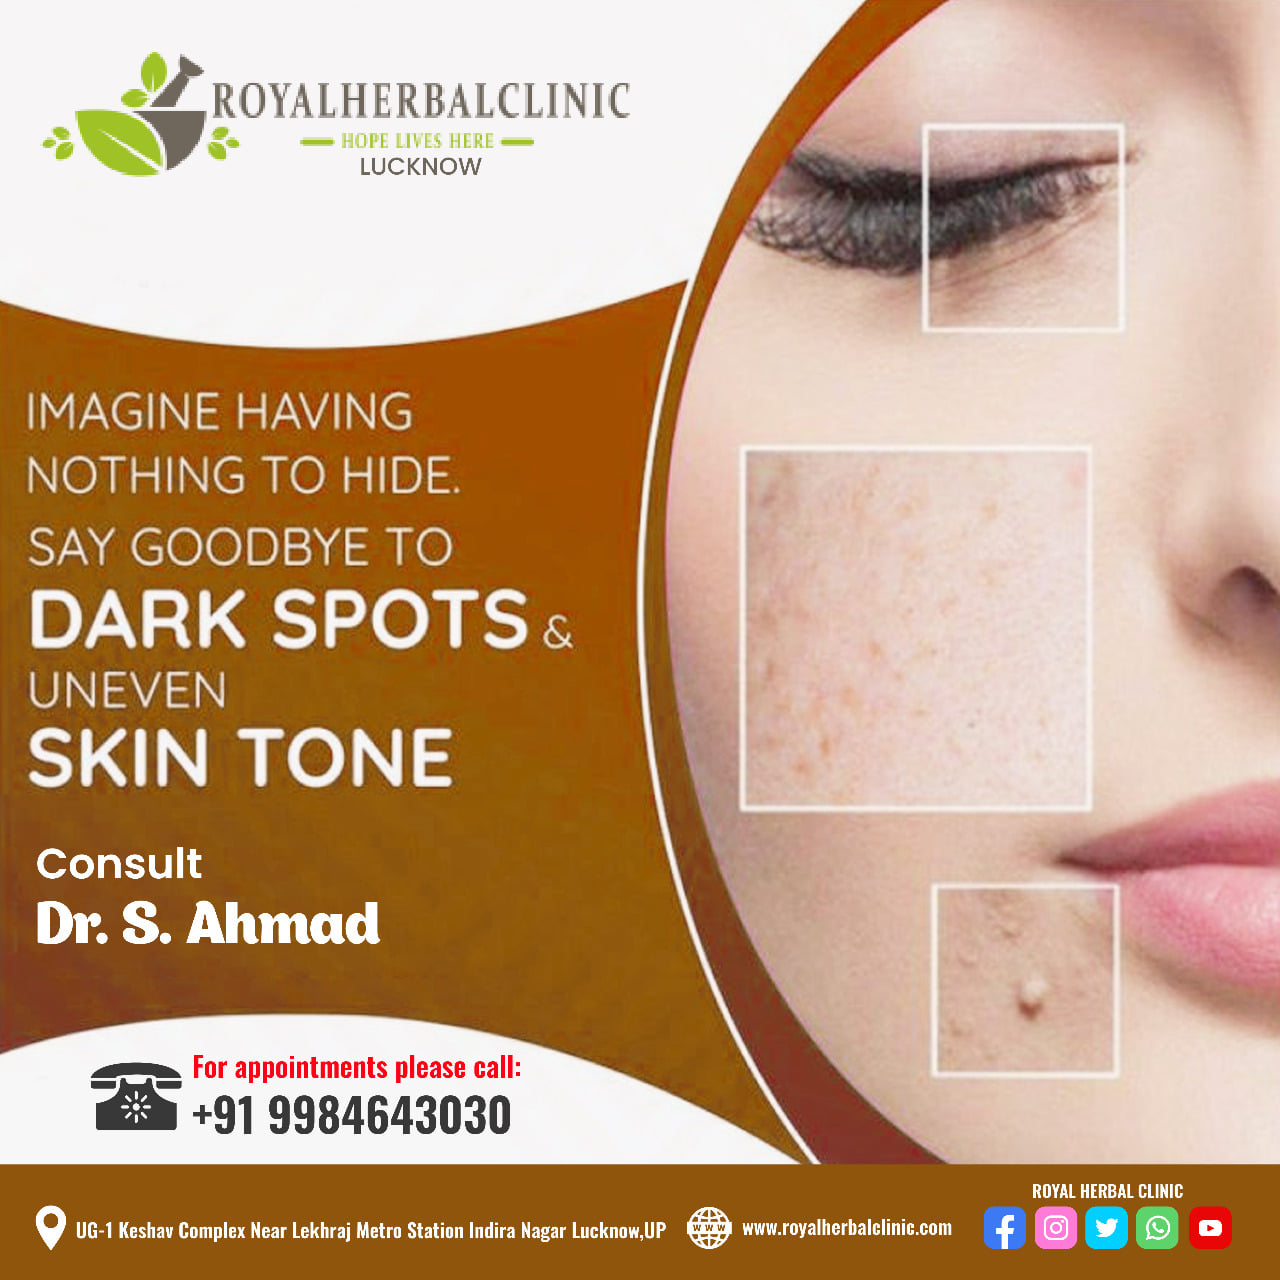 ROYALHERBALCLINIC
HOPE LIVES HERE
LUCKNOW
IMAGINE HAVING
NOTHING TO HIDE.
SAY GOODBYE TO
DARK SPOTS &
UNEVEN
SKIN TONE
Consult
Dr. S. Ahmad
For appointments please call:
+91 9984643030
UG-1 Keshav Complex Near Lekhraj Metro Station Indira Nagar Lucknow,UP
WWW
www.royalherbalclinic.com
ROYAL HERBAL CLINIC